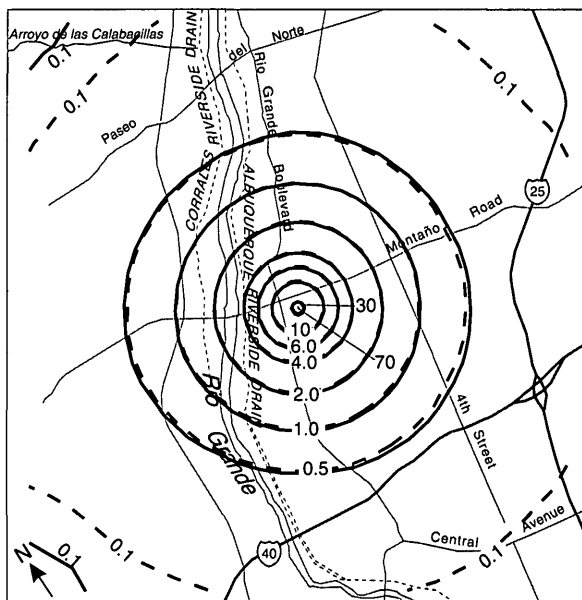 Arroyo de las Calabacillas
0.1
0.1
Paseo
del
Norte
CORRALES RIVERSIDE DRAIN
Rio Grande
Boulevard
ALBUQUERQUE RIVERSIDE DRAIN
0.1
25
Montaño
Road
30
70
10
6.0
4.0
2.0
1.0
0.5
Rio
Grande
4th
Street
40
Central
Avenue
0.1
0.1
0.1
N